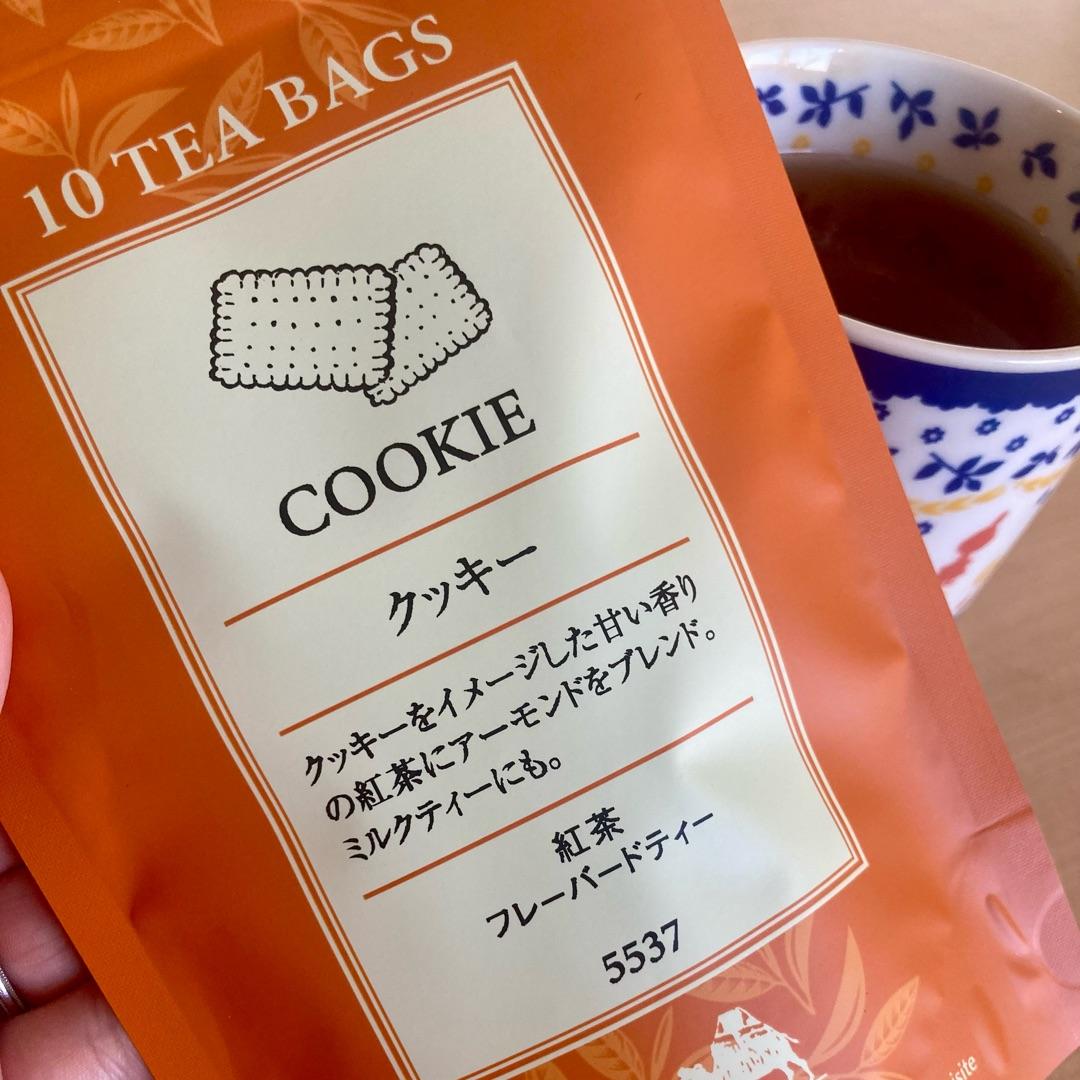 10 TEA BAGS
COOKIE
クッキー
クッキーをイメージした甘い香り
の紅茶にアーモンドをブレンド。
ミルクティーにも。
紅茶
フレーバードティー
5537